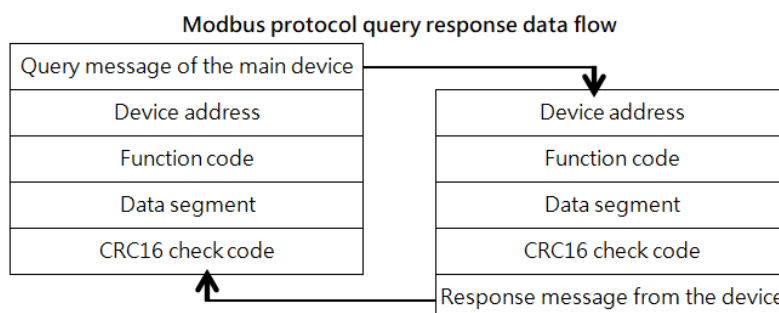 Modbus protocol query response data flow
Query message of the main device
Device address
Function code
Data segment
CRC16 check code
Device address
Function code
Data segment
CRC16 check code
Response message from the device